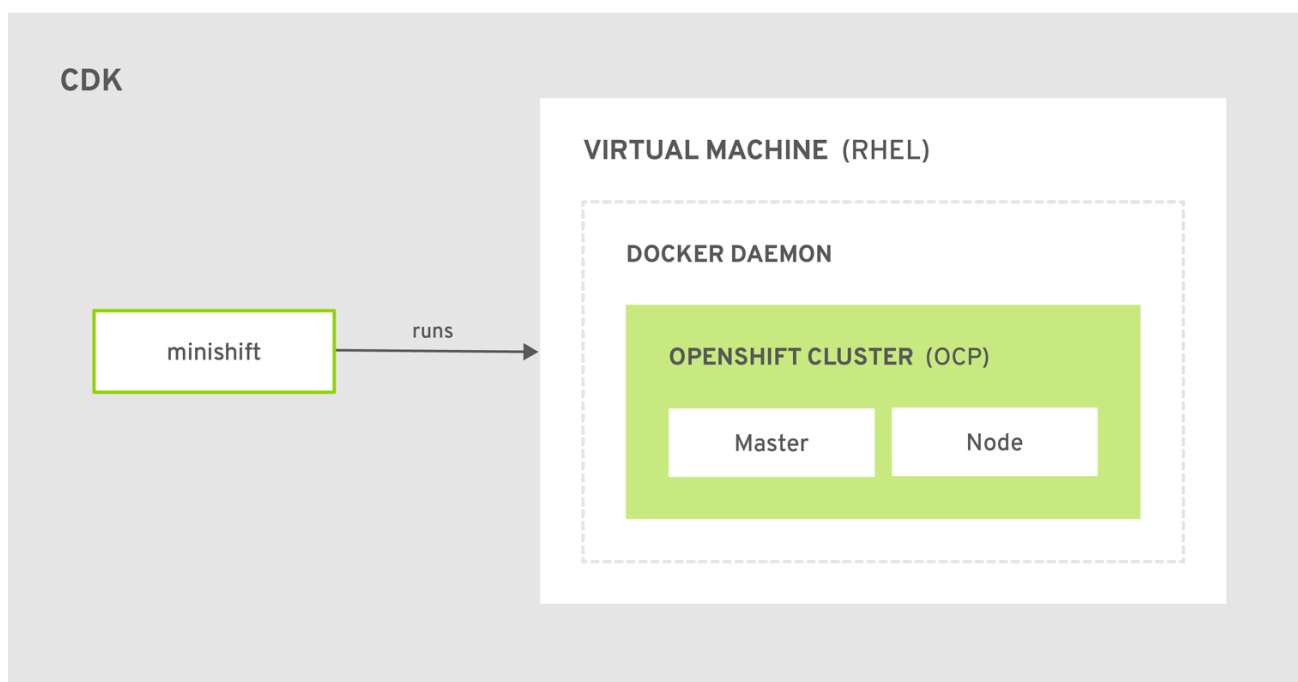 CDK
VIRTUAL MACHINE (RHEL)
DOCKER DAEMON
minishift
runs
OPENSHIFT CLUSTER (OCP)
Master
Node